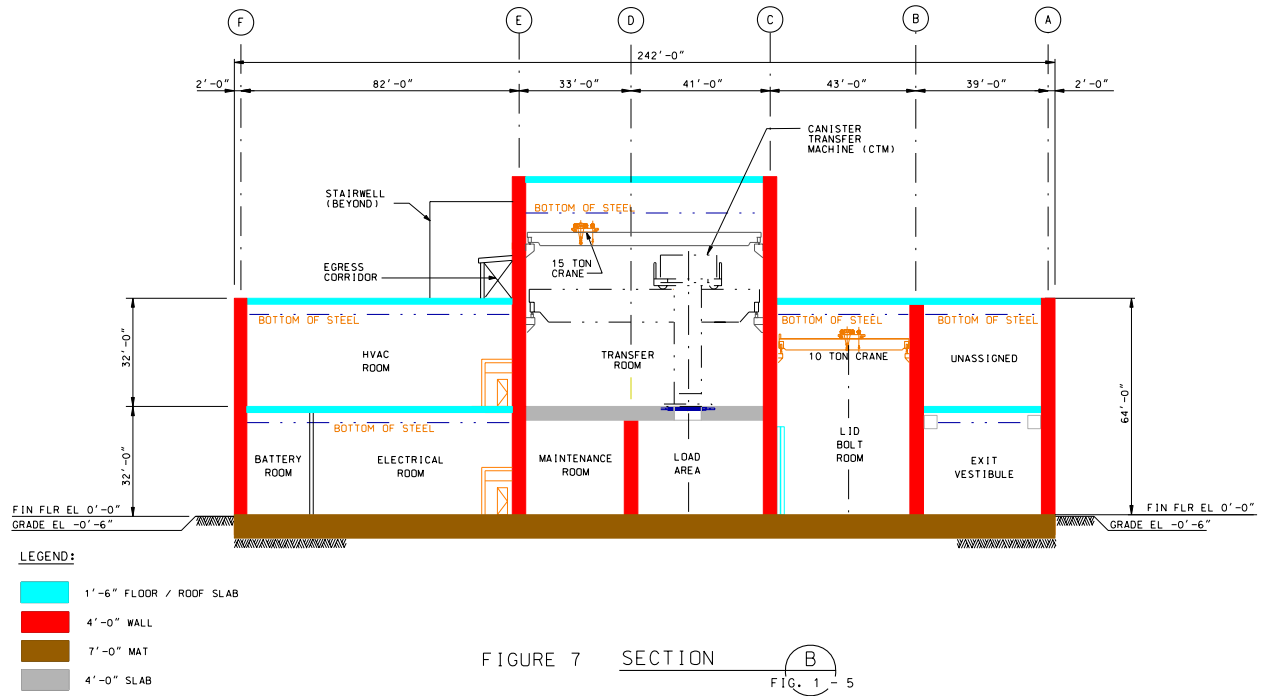 F E D C B A
242'-0"
2'-0" 82'-0" 33'-0" 41'-0" 43'-0" 39'-0" 2'-0"
CANISTER
TRANSFER
MACHINE (CTM)
STAIRWELL
(BEYOND)
BOTTOM OF STEEL
EGRESS
CORRIDOR
15 TON
CRANE
BOTTOM OF STEEL
BOTTOM OF STEEL
BOTTOM OF STEEL
32'-0"
HVAC
ROOM
TRANSFER
ROOM
10 TON CRANE
UNASSIGNED
64'-0"
32'-0"
BOTTOM OF STEEL
BATTERY
ROOM
ELECTRICAL
ROOM
MAINTENANCE
ROOM
LOAD
AREA
LID
BOLT
ROOM
EXIT
VESTIBULE
FIN FLR EL 0'-0"
GRADE EL -0'-6"
FIN FLR EL 0'-0"
GRADE EL -0'-6"
LEGEND:
1'-6" FLOOR / ROOF SLAB
4'-0" WALL
7'-0" MAT
4'-0" SLAB
FIGURE 7 SECTION B
FIG. 1 - 5